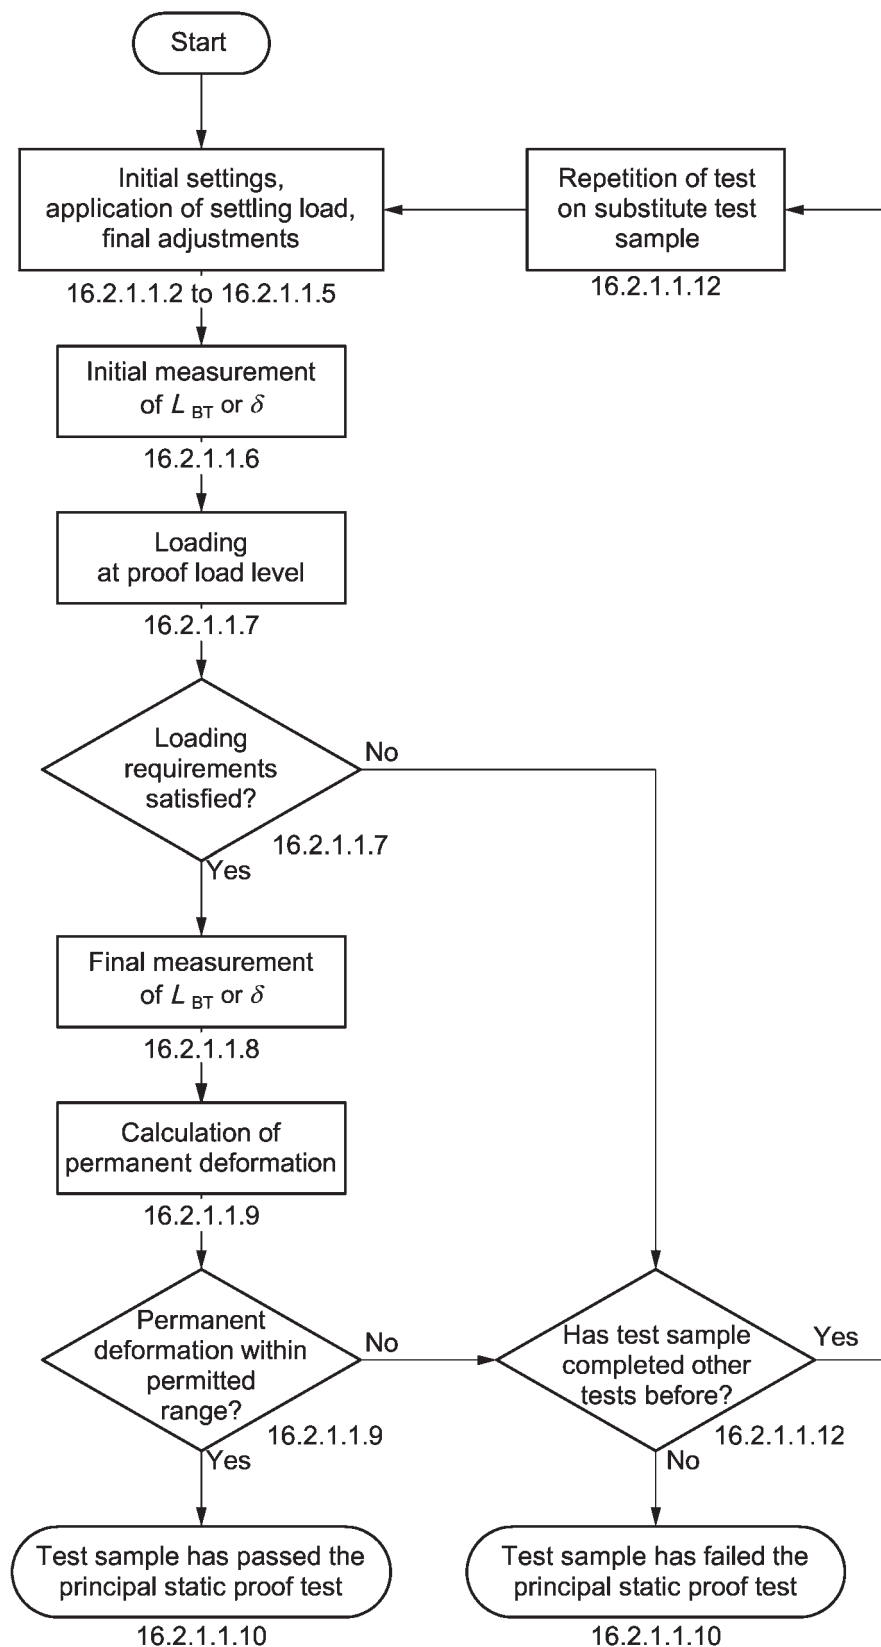 Start
Initial settings,
application of settling load,
final adjustments
16.2.1.1.2 to 16.2.1.1.5
Repetition of test
on substitute test
sample
16.2.1.1.12
Initial measurement
of L BT or δ
16.2.1.1.6
Loading
at proof load level
16.2.1.1.7
Loading
requirements
satisfied?
No
16.2.1.1.7
Yes
Final measurement
of L BT or δ
16.2.1.1.8
Calculation of
permanent deformation
16.2.1.1.9
Permanent
deformation within
permitted
range?
No
16.2.1.1.9
Yes
Has test sample
completed other
tests before?
Yes
16.2.1.1.12
No
Test sample has passed the
principal static proof test
16.2.1.1.10
Test sample has failed the
principal static proof test
16.2.1.1.10